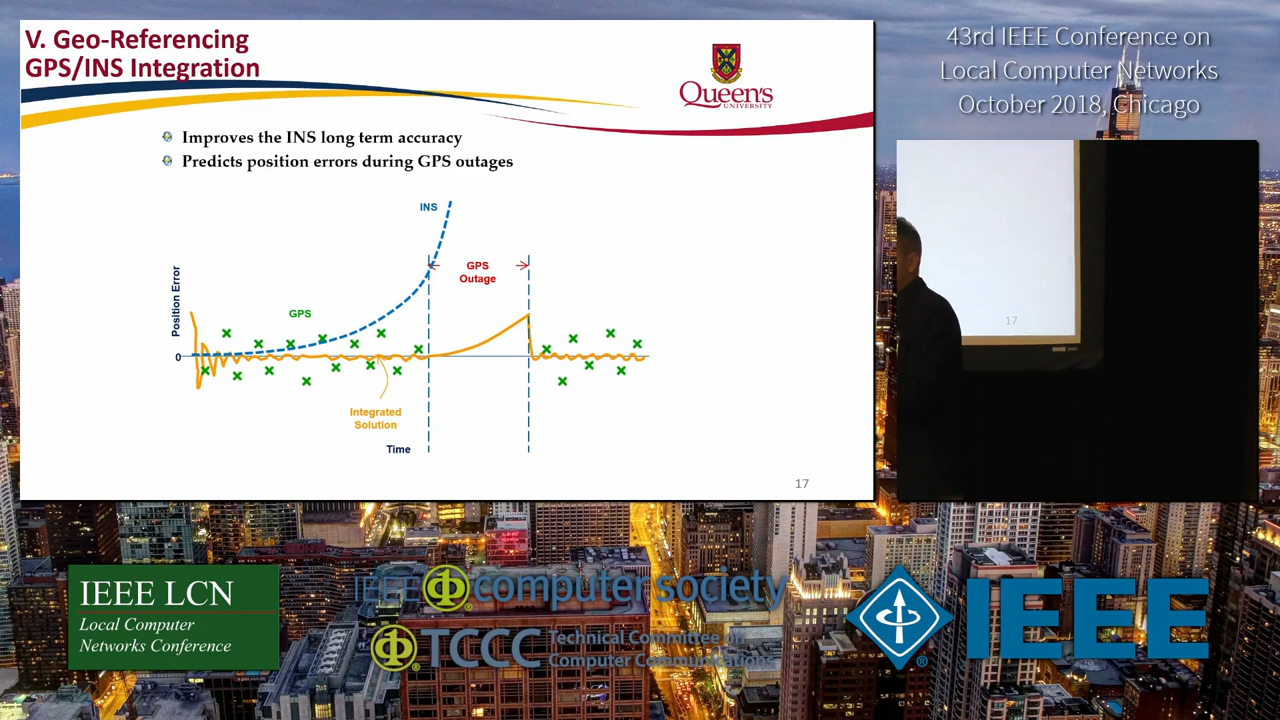 V. Geo-Referencing
GPS/INS Integration
Queen's
UNIVERSITY
Improves the INS long term accuracy
Predicts position errors during GPS outages
INS
GPS
Outage
GPS
Position Error
0
Integrated
Solution
Time
17
43rd IEEE Conference on
Local Computer Networks
October 2018, Chicago
17
IEEE LCN
Local Computer
Networks Conference
IEEE computer society
TCCC Technical Committee on
Computer Communications
IEEE
®